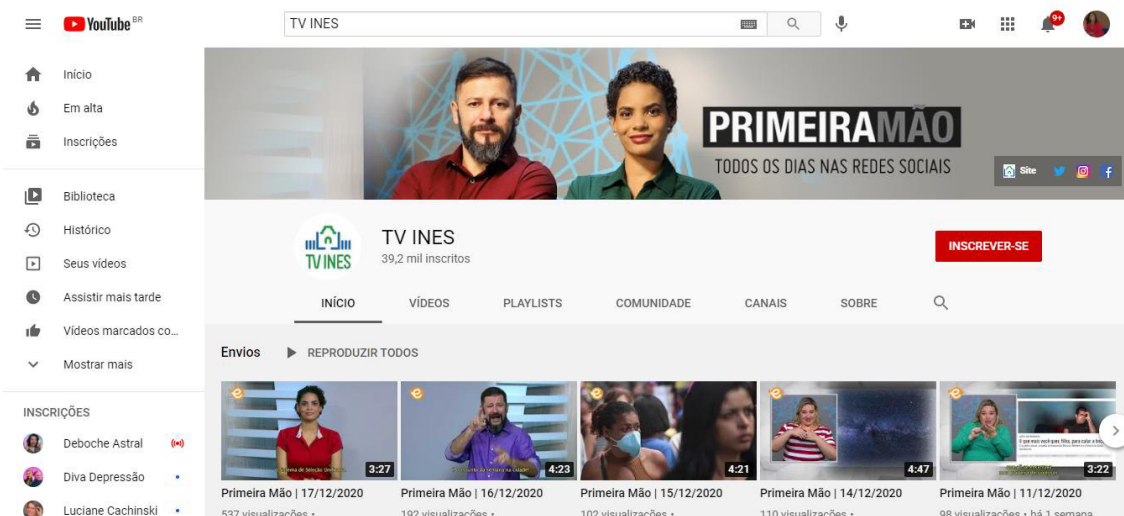 YouTube BR
TV INES
9+
Início
Em alta
Inscrições
Biblioteca
Histórico
Seus vídeos
Assistir mais tarde
Vídeos marcados co...
Mostrar mais
INSCRIÇÕES
Deboche Astral
Diva Depressão
Luciane Cachinski
PRIMEIRAMÃO
TODOS OS DIAS NAS REDES SOCIAIS
Site
TV INES
TV INES
39,2 mil inscritos
INSCREVER-SE
INÍCIO VÍDEOS PLAYLISTS COMUNIDADE CANAIS SOBRE
Envios REPRODUZIR TODOS
3:27
4:23
4:21
4:47
3:22
Primeira Mão | 17/12/2020
Primeira Mão | 16/12/2020
Primeira Mão | 15/12/2020
Primeira Mão | 14/12/2020
Primeira Mão | 11/12/2020
537 visualizações •
192 visualizações •
102 visualizações •
110 visualizações •
98 visualizações • há 1 semana